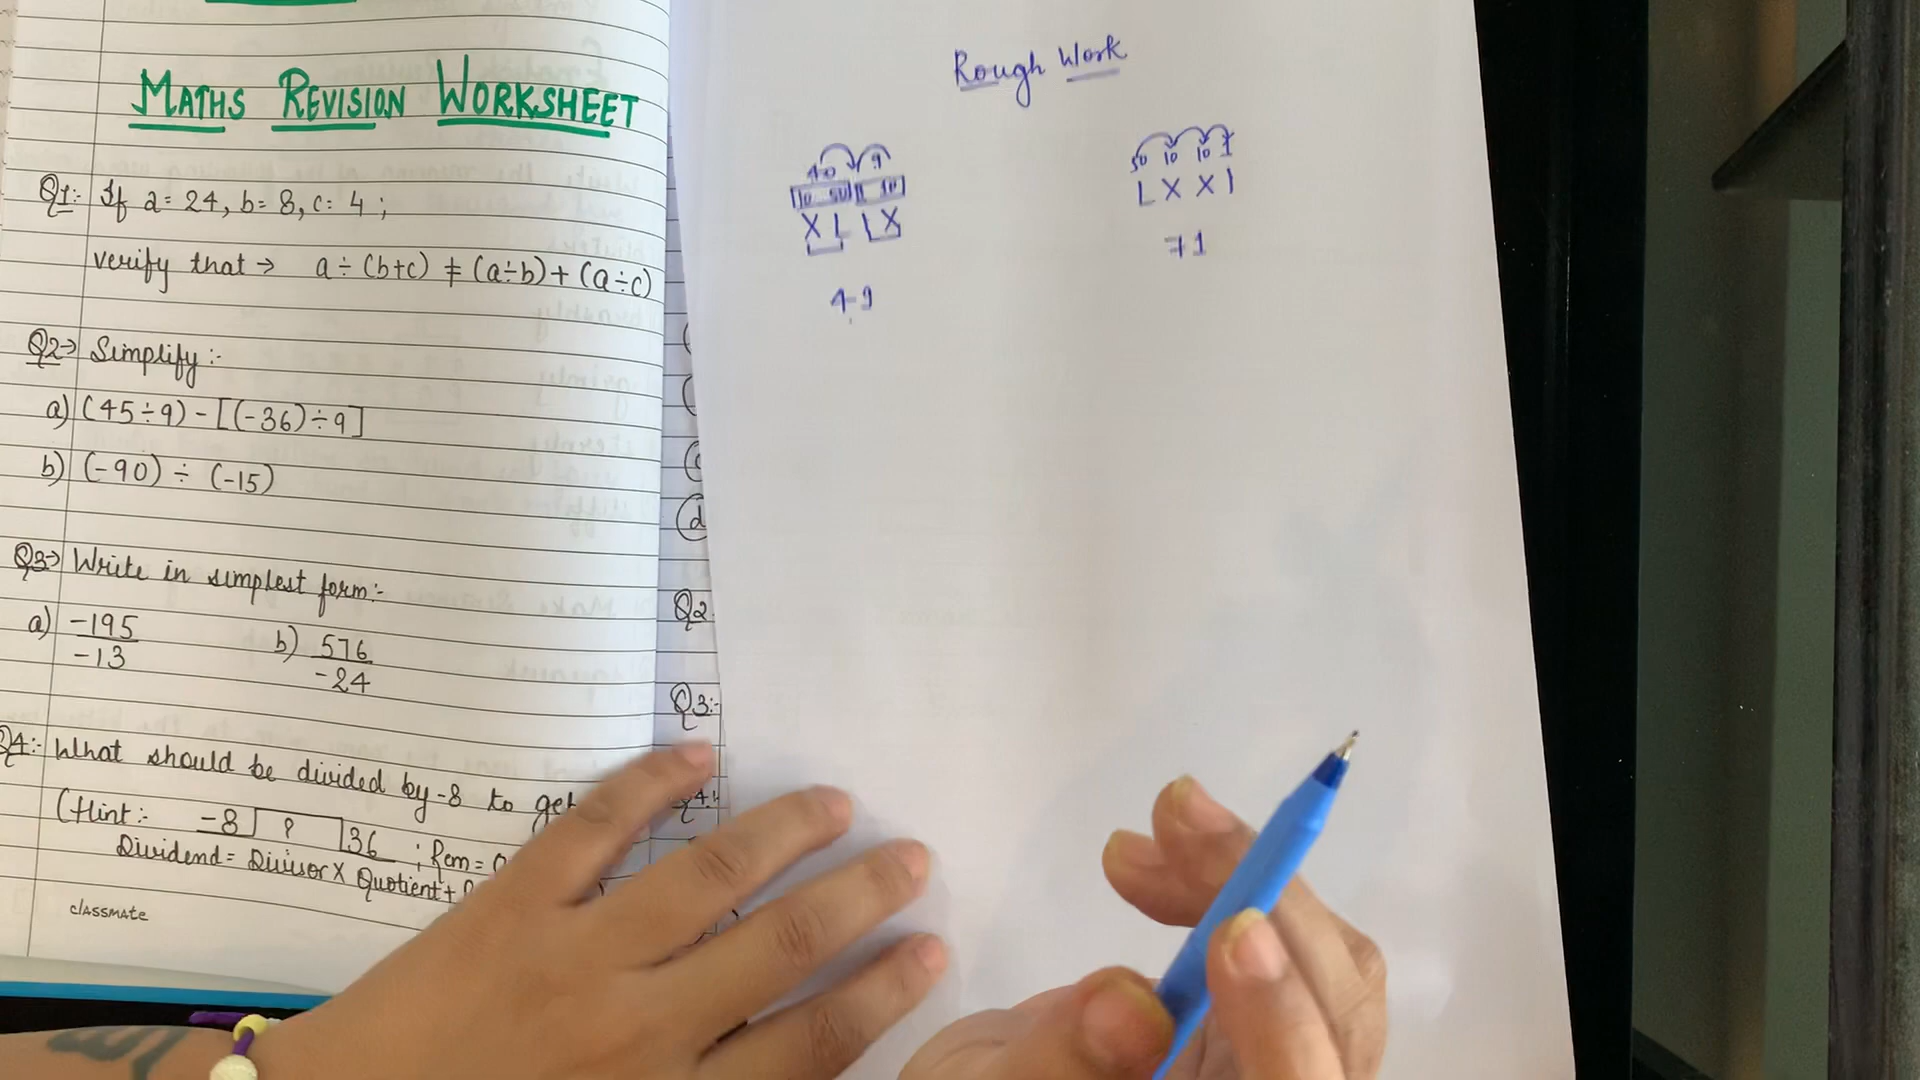 MATHS REVISION WORKSHEET
Q1:- If a = 24, b = 8, c = 4 ;
verify that → a ÷ (b+c) ≠ (a÷b) + (a÷c)
Q2→ Simplify:-
a) (45÷9) - [(-36) ÷ 9]
b) (-90) ÷ (-15)
Q3→ Write in simplest form:-
a) -195 / -13 b) 576 / -24
Q4:- What should be divided by -8 to get
(Hint:- -8 ? 36 ; Rem = 0
Dividend = Divisor × Quotient +
classmate
(d
Q2.
Q3:-
Q4.
Rough Work
40 9
10 50 1 10
X L I X
49
50 10 10 1
L X X I
71